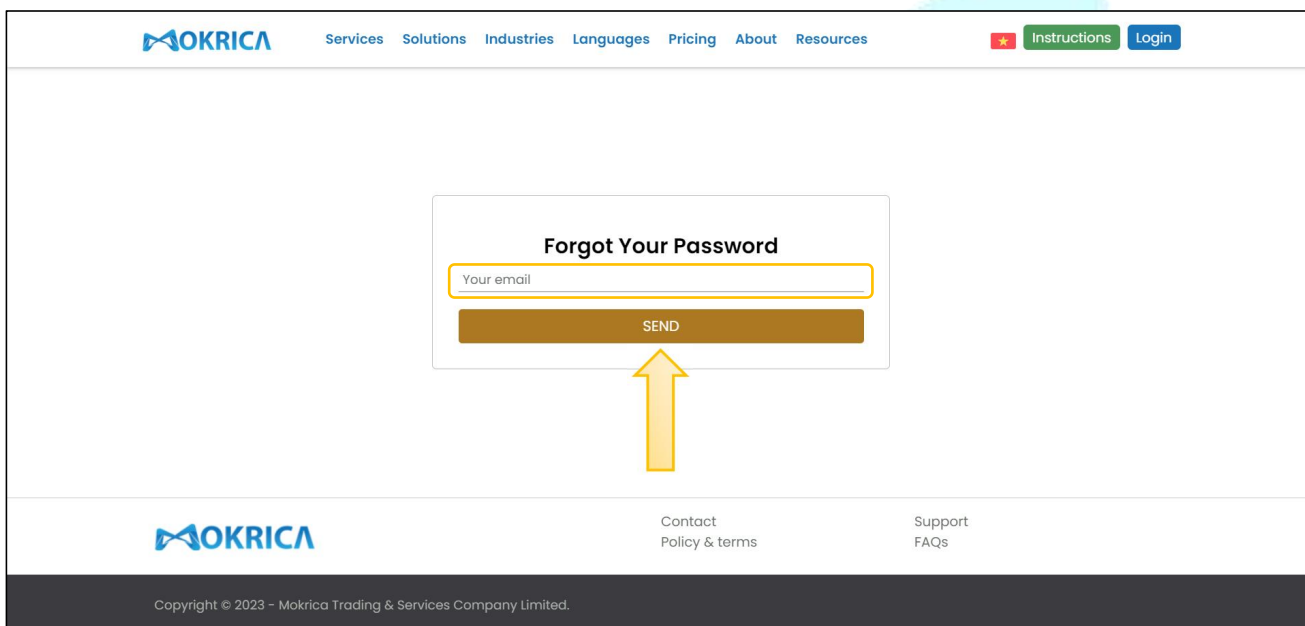 MOKRICA Services Solutions Industries Languages Pricing About Resources Instructions Login
Forgot Your Password
Your email
SEND
MOKRICA
Contact
Policy & terms
Support
FAQs
Copyright © 2023 - Mokrica Trading & Services Company Limited.